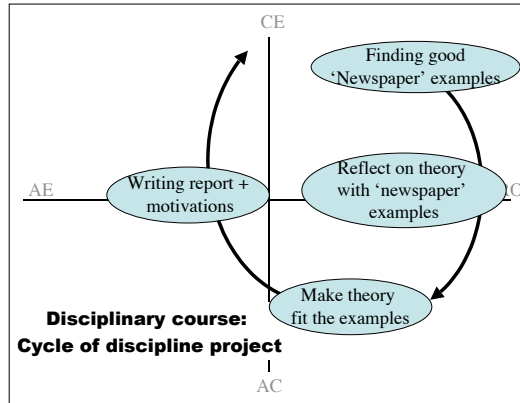 CE
Finding good
‘Newspaper’ examples
AE
Writing report +
motivations
Reflect on theory
with ‘newspaper’
examples
Make theory
fit the examples
Disciplinary course:
Cycle of discipline project
AC